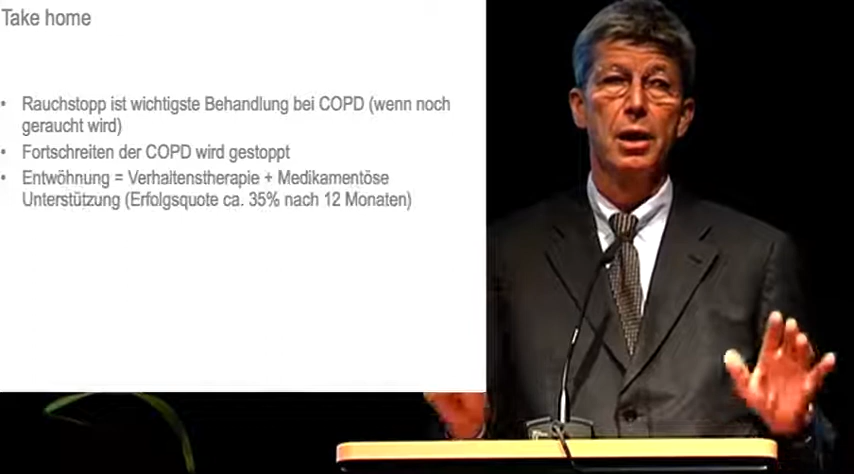 Take home
• Rauchstopp ist wichtigste Behandlung bei COPD (wenn noch
geraucht wird)
• Fortschreiten der COPD wird gestoppt
• Entwöhnung = Verhaltenstherapie + Medikamentöse
Unterstützung (Erfolgsquote ca. 35% nach 12 Monaten)